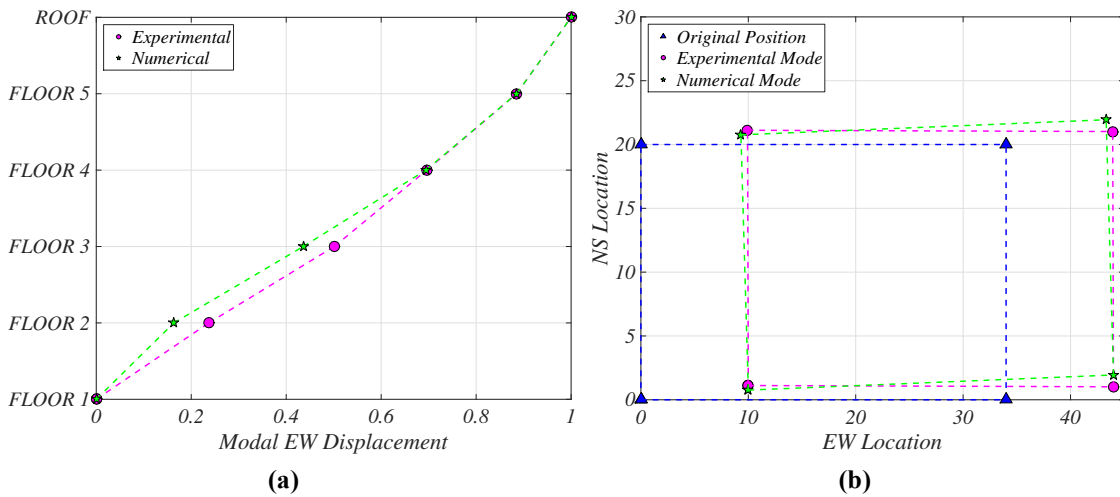 ROOF
FLOOR 5
FLOOR 4
FLOOR 3
FLOOR 2
FLOOR 1
Experimental
Numerical
0 0.2 0.4 0.6 0.8 1
Modal EW Displacement
(a)
30
25
20
15
10
5
0
NS Location
Original Position
Experimental Mode
Numerical Mode
0 10 20 30 40
EW Location
(b)